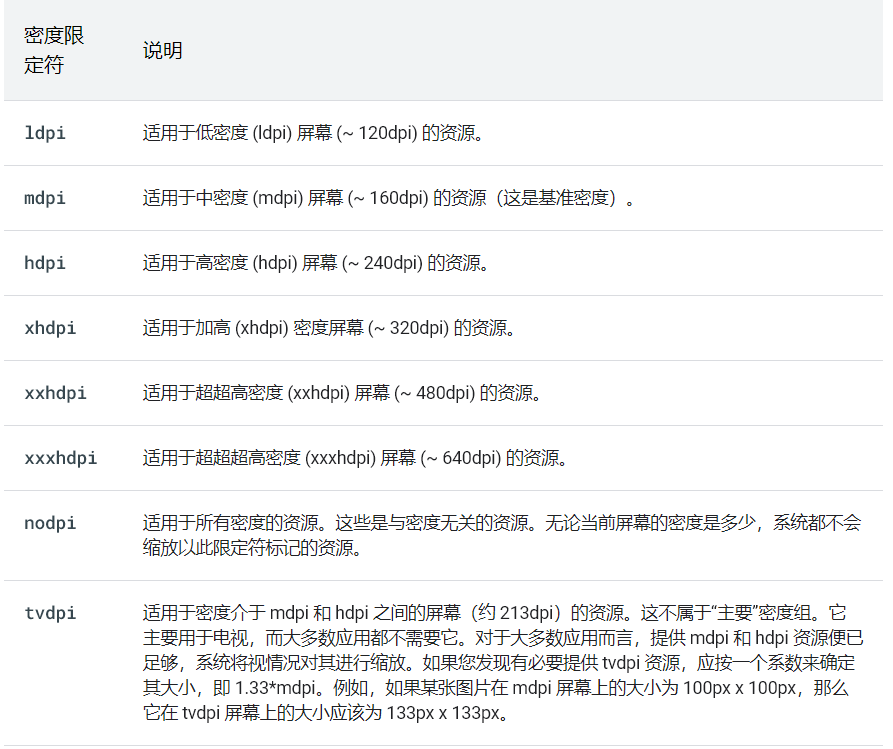 密度限
定符
说明
ldpi
适用于低密度 (ldpi) 屏幕 (~ 120dpi) 的资源。
mdpi
适用于中密度 (mdpi) 屏幕 (~ 160dpi) 的资源（这是基准密度）。
hdpi
适用于高密度 (hdpi) 屏幕 (~ 240dpi) 的资源。
xhdpi
适用于加高 (xhdpi) 密度屏幕 (~ 320dpi) 的资源。
xxhdpi
适用于超超高密度 (xxhdpi) 屏幕 (~ 480dpi) 的资源。
xxxhdpi
适用于超超超高密度 (xxxhdpi) 屏幕 (~ 640dpi) 的资源。
nodpi
适用于所有密度的资源。这些是与密度无关的资源。无论当前屏幕的密度是多少，系统都不会
缩放以此限定符标记的资源。
tvdpi
适用于密度介于 mdpi 和 hdpi 之间的屏幕（约 213dpi）的资源。这不属于“主要”密度组。它
主要用于电视，而大多数应用都不需要它。对于大多数应用而言，提供 mdpi 和 hdpi 资源便已
足够，系统将视情况对其进行缩放。如果您发现有必要提供 tvdpi 资源，应按一个系数来确定
其大小，即 1.33*mdpi。例如，如果某张图片在 mdpi 屏幕上的大小为 100px x 100px，那么
它在 tvdpi 屏幕上的大小应该为 133px x 133px。